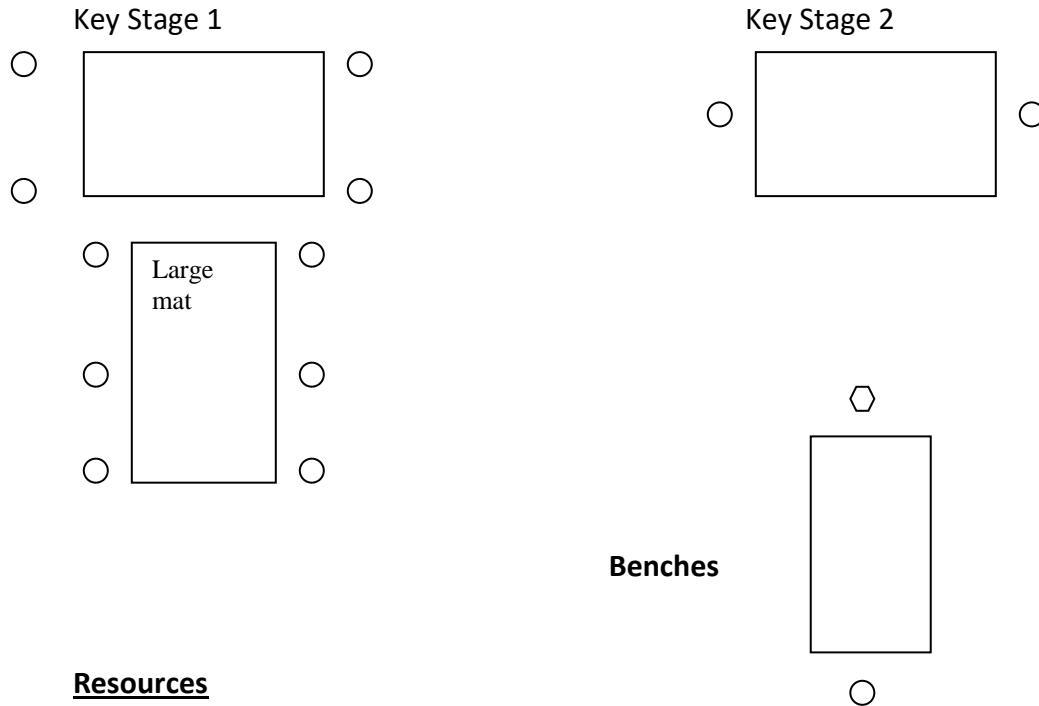 Key Stage 1
Key Stage 2
Large
mat
Benches
Resources